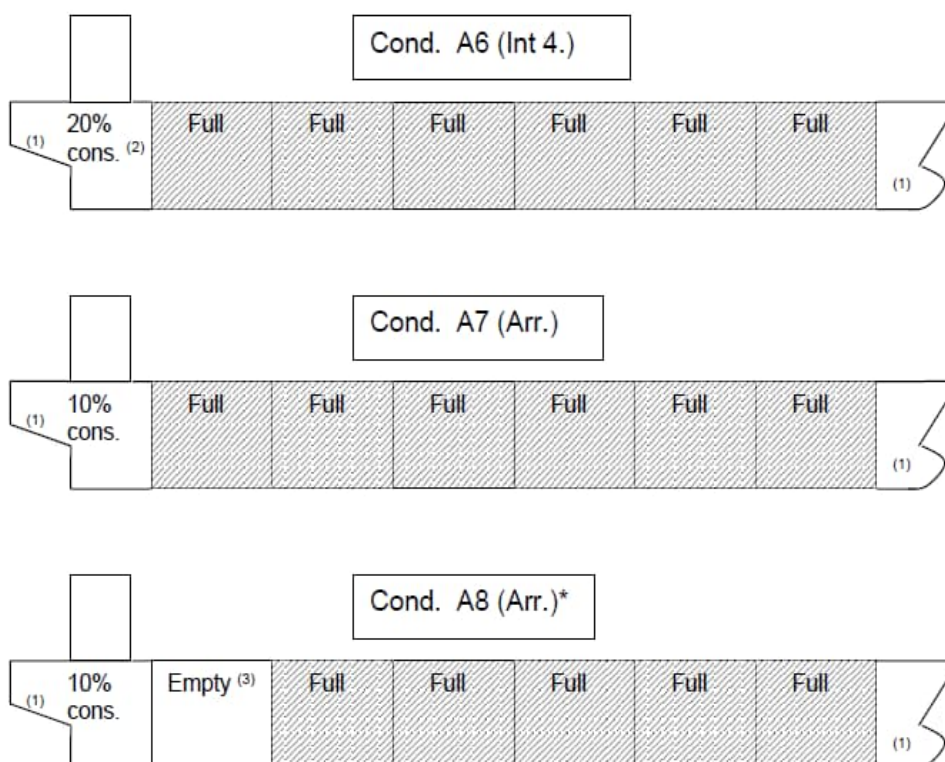 Cond. A6 (Int 4.)
20% Full Full Full Full Full Full
(1) cons. (2)
(1)
Cond. A7 (Arr.)
10% Full Full Full Full Full Full
(1) cons.
(1)
Cond. A8 (Arr.)*
10% Empty (3) Full Full Full Full Full
(1) cons.
(1)